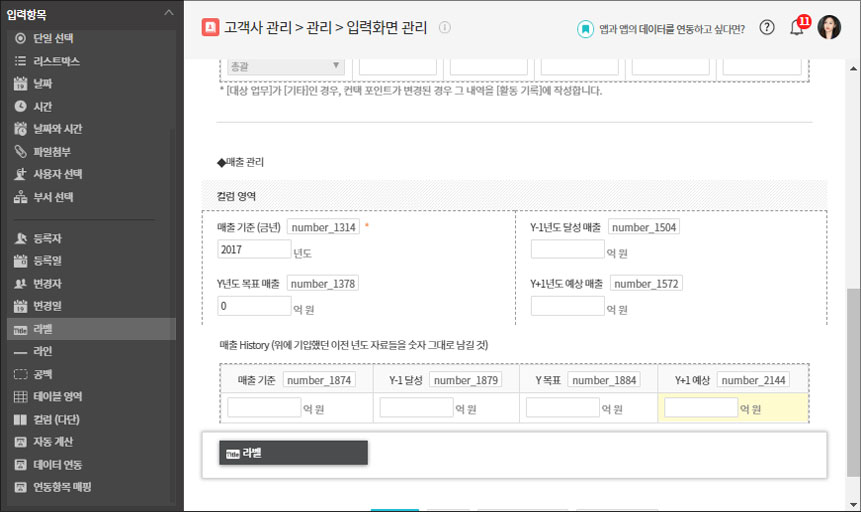 입력항목
단일 선택
리스트박스
날짜
시간
날짜와 시간
파일첨부
사용자 선택
부서 선택
등록자
등록일
변경자
변경일
Title 라벨
라인
공백
테이블 영역
컬럼 (다단)
자동 계산
데이터 연동
연동항목 매핑
고객사 관리 > 관리 > 입력화면 관리
앱과 앱의 데이터를 연동하고 싶다면?
11
총괄
* [대상 업무]가 [기타]인 경우, 컨택 포인트가 변경된 경우 그 내역을 [활동 기록]에 작성합니다.
◆매출 관리
컬럼 영역
매출 기준 (금년) number_1314 *
2017 년도
Y-1년도 달성 매출 number_1504
억 원
Y년도 목표 매출 number_1378
0 억 원
Y+1년도 예상 매출 number_1572
억 원
매출 History (위에 기입했던 이전 년도 자료들을 숫자 그대로 남길 것)
매출 기준 number_1874 Y-1 달성 number_1879 Y 목표 number_1884 Y+1 예상 number_2144
억 원 억 원 억 원 억 원
Title 라벨